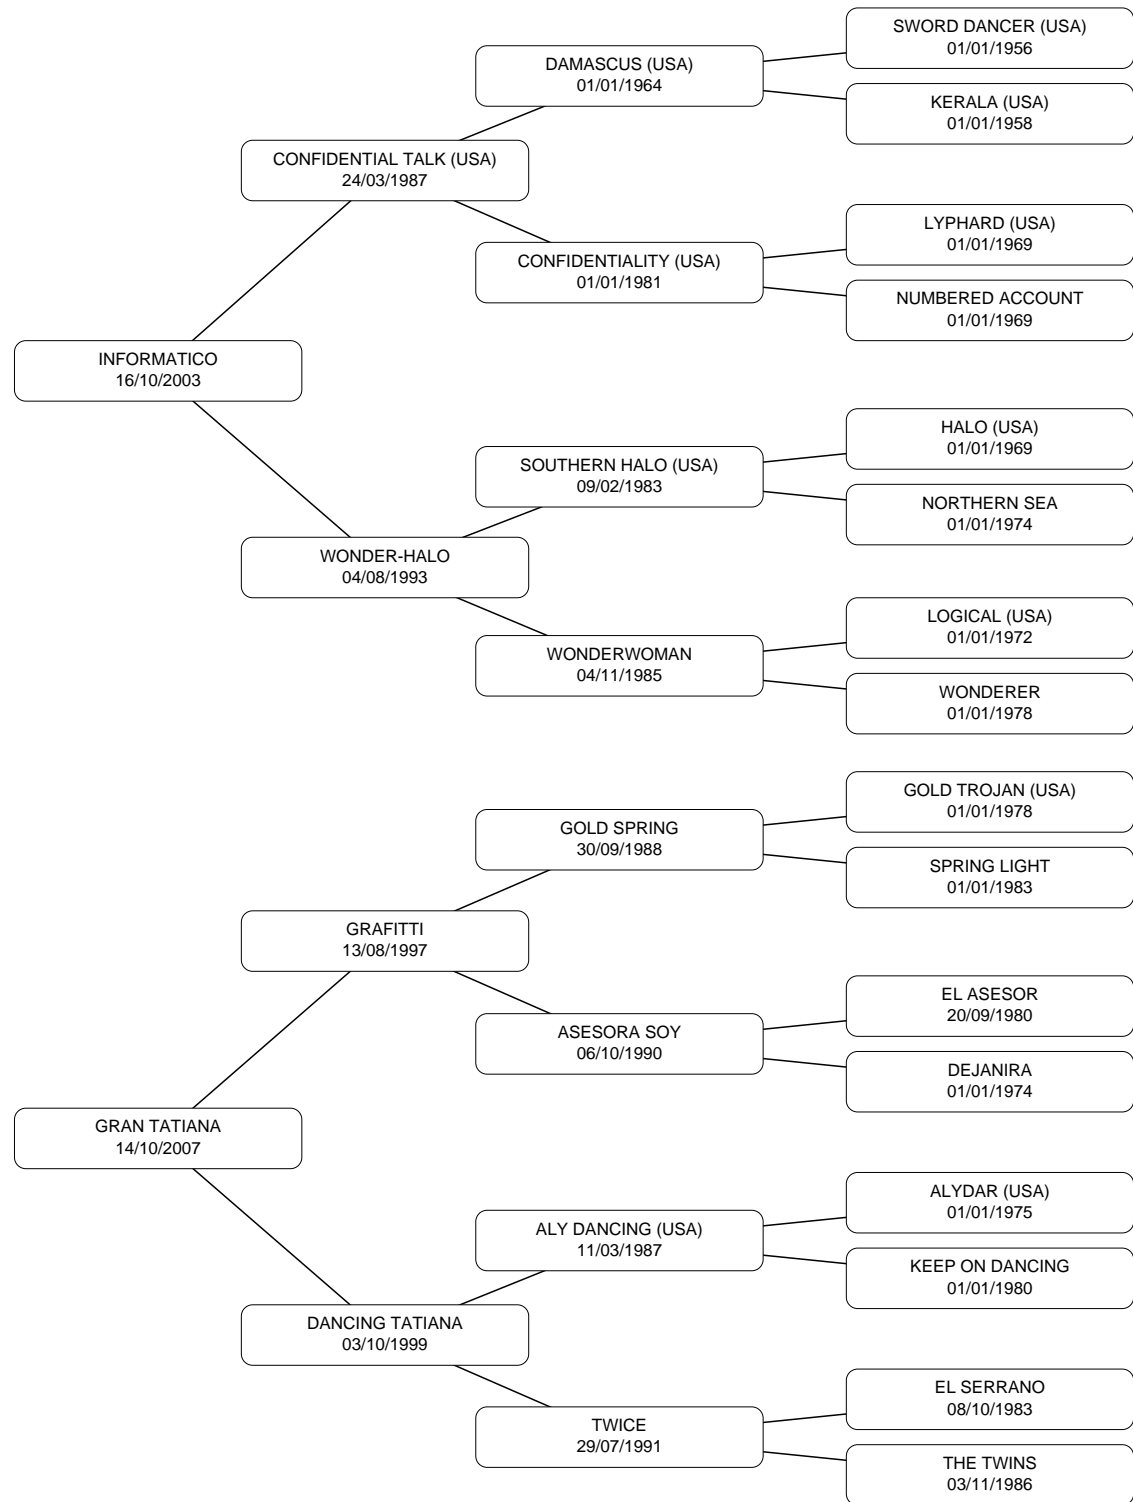 SWORD DANCER (USA)
01/01/1956
DAMASCUS (USA)
01/01/1964
KERALA (USA)
01/01/1958
CONFIDENTIAL TALK (USA)
24/03/1987
LYPHARD (USA)
01/01/1969
CONFIDENTIALITY (USA)
01/01/1981
NUMBERED ACCOUNT
01/01/1969
INFORMATICO
16/10/2003
HALO (USA)
01/01/1969
SOUTHERN HALO (USA)
09/02/1983
NORTHERN SEA
01/01/1974
WONDER-HALO
04/08/1993
LOGICAL (USA)
01/01/1972
WONDERWOMAN
04/11/1985
WONDERER
01/01/1978
GOLD TROJAN (USA)
01/01/1978
GOLD SPRING
30/09/1988
SPRING LIGHT
01/01/1983
GRAFITTI
13/08/1997
EL ASESOR
20/09/1980
ASESORA SOY
06/10/1990
DEJANIRA
01/01/1974
GRAN TATIANA
14/10/2007
ALYDAR (USA)
01/01/1975
ALY DANCING (USA)
11/03/1987
KEEP ON DANCING
01/01/1980
DANCING TATIANA
03/10/1999
EL SERRANO
08/10/1983
TWICE
29/07/1991
THE TWINS
03/11/1986